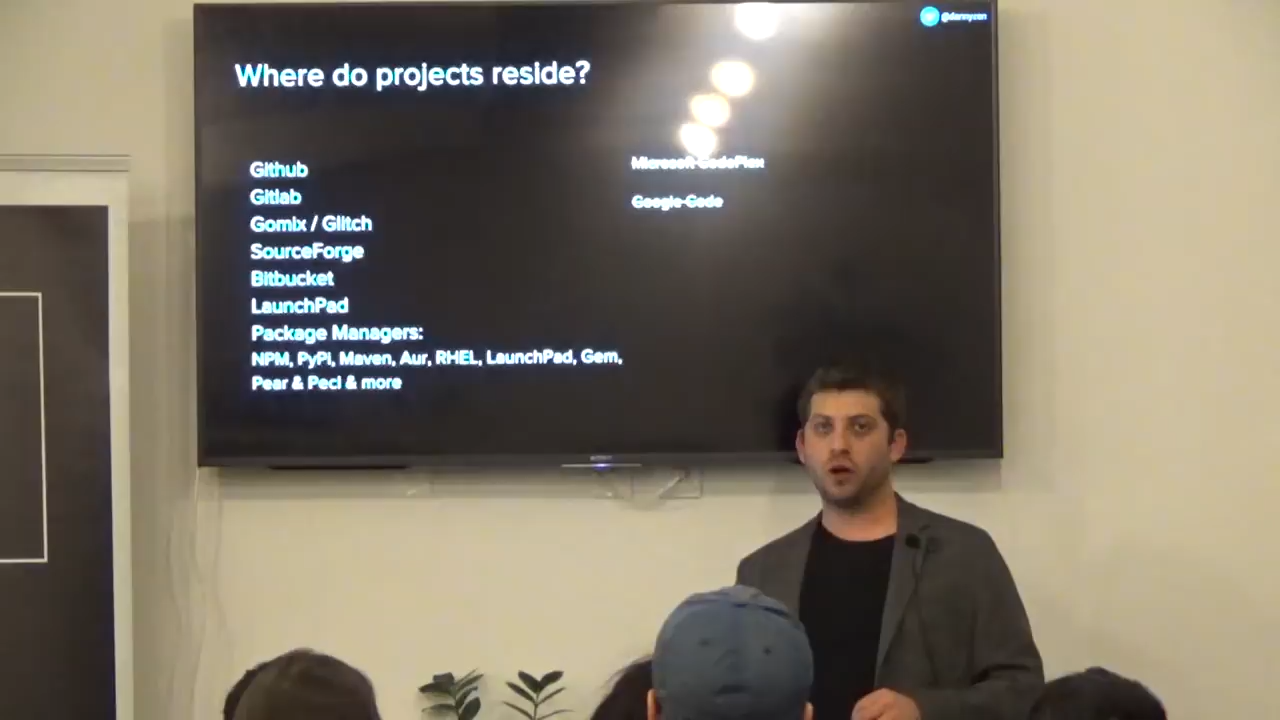 @dannyzen
Where do projects reside?
Github
Gitlab
Gomix / Glitch
SourceForge
Bitbucket
LaunchPad
Package Managers:
NPM, PyPi, Maven, Aur, RHEL, LaunchPad, Gem,
Pear & Pecl & more
Microsoft CodePlex
Google Code